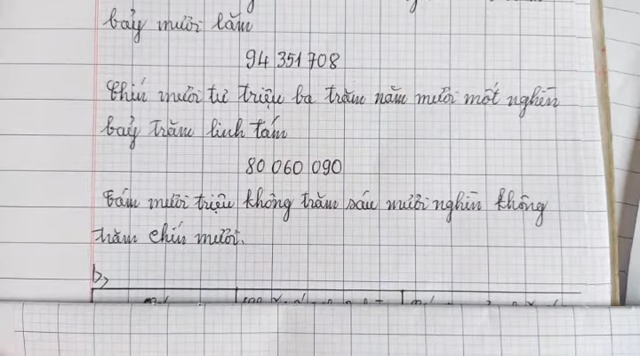 bảy mươi lăm
94 351 708
Chín mươi tư triệu ba trăm năm mươi mốt nghìn
bảy trăm linh tám
80 060 090
Tám mươi triệu không trăm sáu mươi nghìn không
trăm chín mươi.
b,